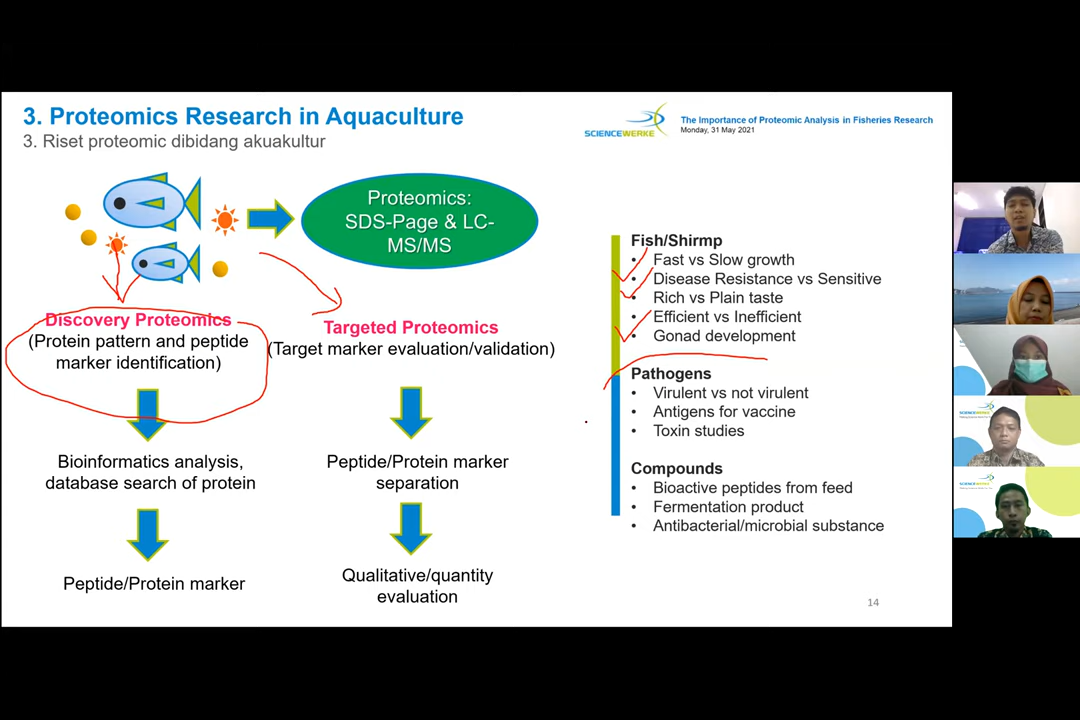 3. Proteomics Research in Aquaculture
3. Riset proteomic dibidang akuakultur
SCIENCEWERKE
The Importance of Proteomic Analysis in Fisheries Research
Monday, 31 May 2021
Proteomics:
SDS-Page & LC-
MS/MS
Discovery Proteomics
(Protein pattern and peptide
marker identification)
Bioinformatics analysis,
database search of protein
Peptide/Protein marker
Targeted Proteomics
(Target marker evaluation/validation)
Peptide/Protein marker
separation
Qualitative/quantity
evaluation
Fish/Shirmp
• Fast vs Slow growth
• Disease Resistance vs Sensitive
• Rich vs Plain taste
• Efficient vs Inefficient
• Gonad development
Pathogens
• Virulent vs not virulent
• Antigens for vaccine
• Toxin studies
Compounds
• Bioactive peptides from feed
• Fermentation product
• Antibacterial/microbial substance
14